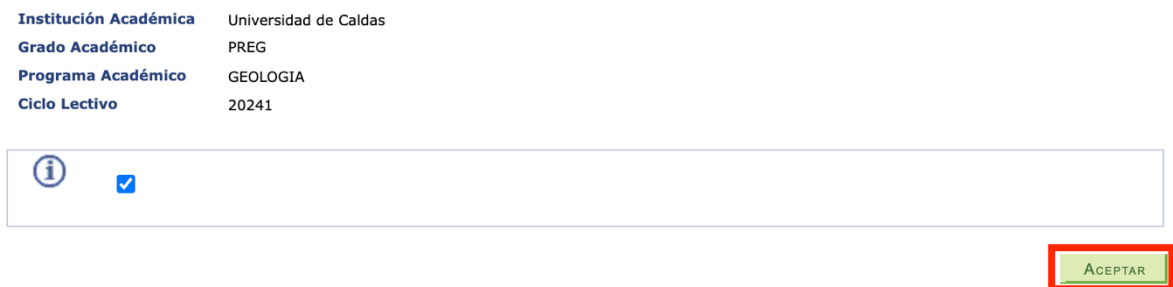 Institución Académica Universidad de Caldas
Grado Académico PREG
Programa Académico GEOLOGIA
Ciclo Lectivo 20241
i
ACEPTAR